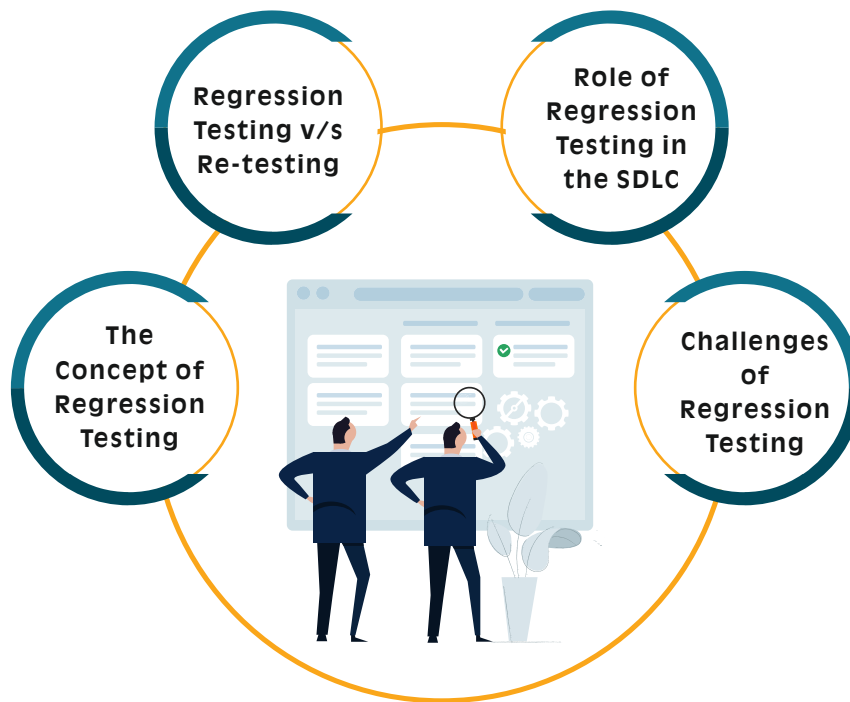 Regression
Testing v/s
Re-testing
Role of
Regression
Testing in
the SDLC
The
Concept of
Regression
Testing
Challenges
of
Regression
Testing